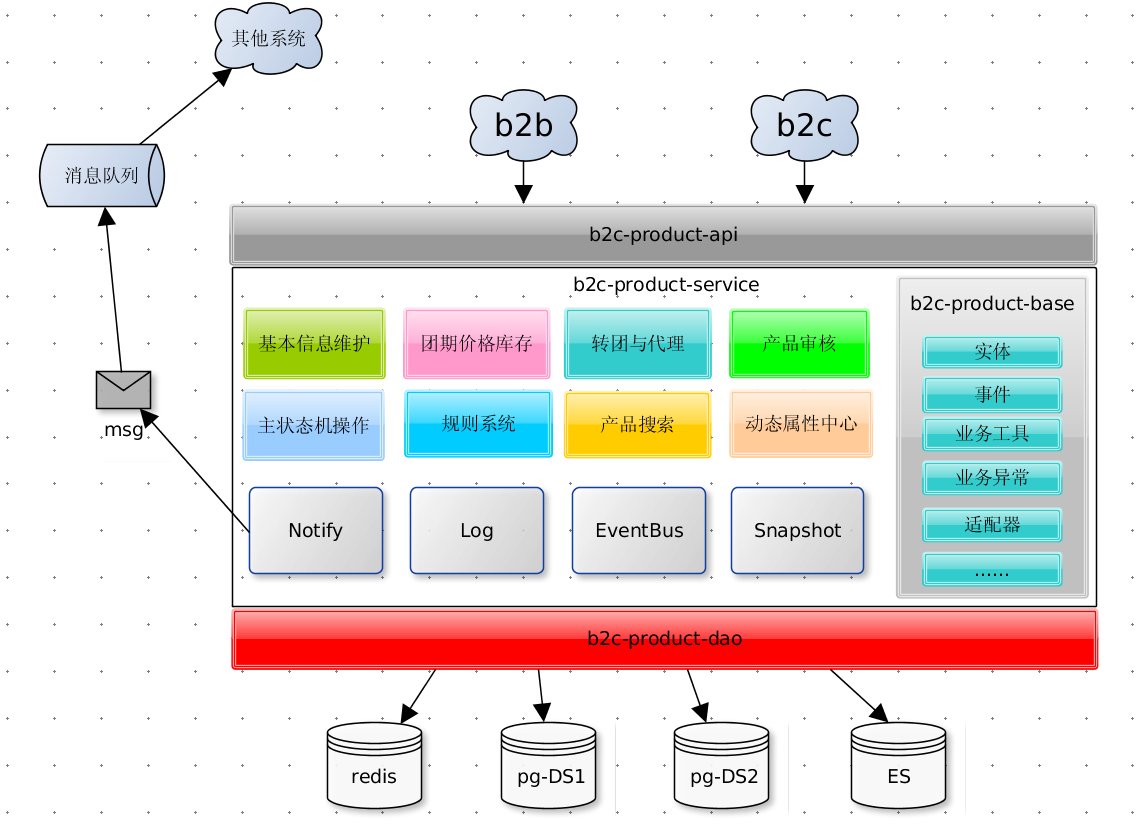 其他系统
b2b
b2c
消息队列
b2c-product-api
b2c-product-service
b2c-product-base
基本信息维护
团期价格库存
转团与代理
产品审核
实体
事件
主状态机操作
规则系统
产品搜索
动态属性中心
业务工具
业务异常
msg
Notify
Log
EventBus
Snapshot
适配器
......
b2c-product-dao
redis
pg-DS1
pg-DS2
ES